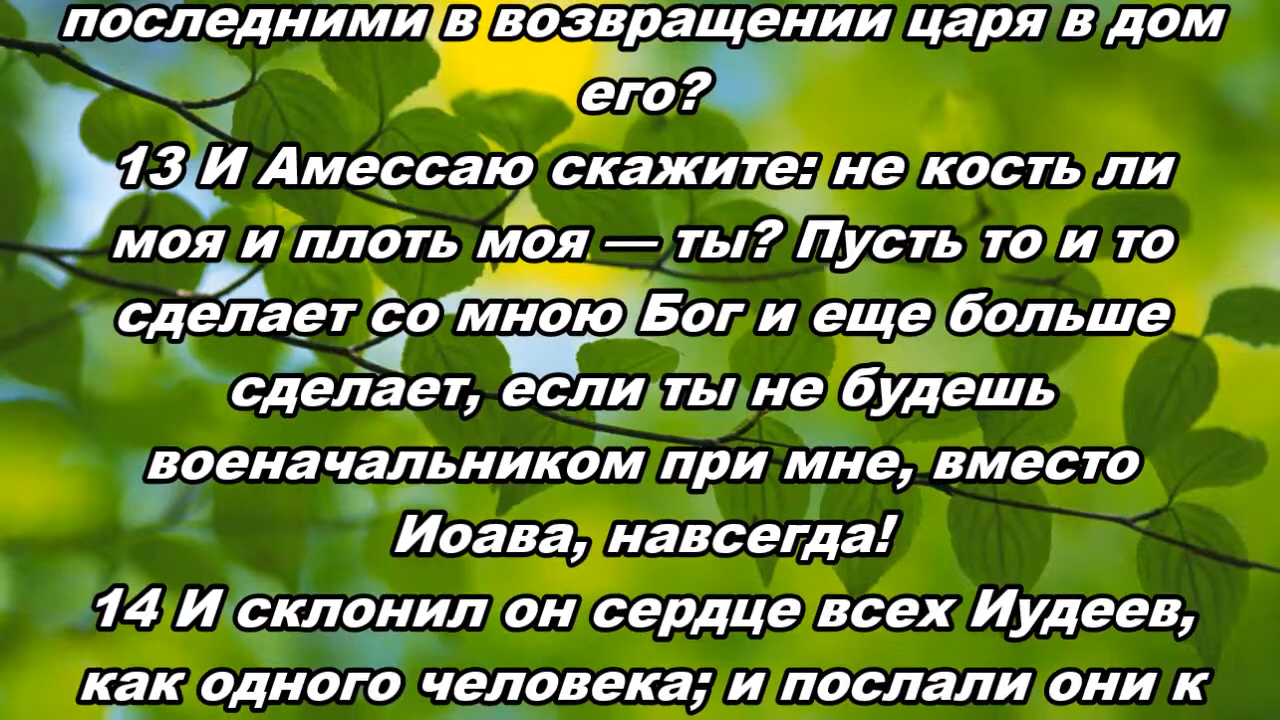 последними в возвращении царя в дом
его?
13 И Амессаю скажите: не кость ли
моя и плоть моя — ты? Пусть то и то
сделает со мною Бог и еще больше
сделает, если ты не будешь
военачальником при мне, вместо
Иоава, навсегда!
14 И склонил он сердце всех Иудеев,
как одного человека; и послали они к